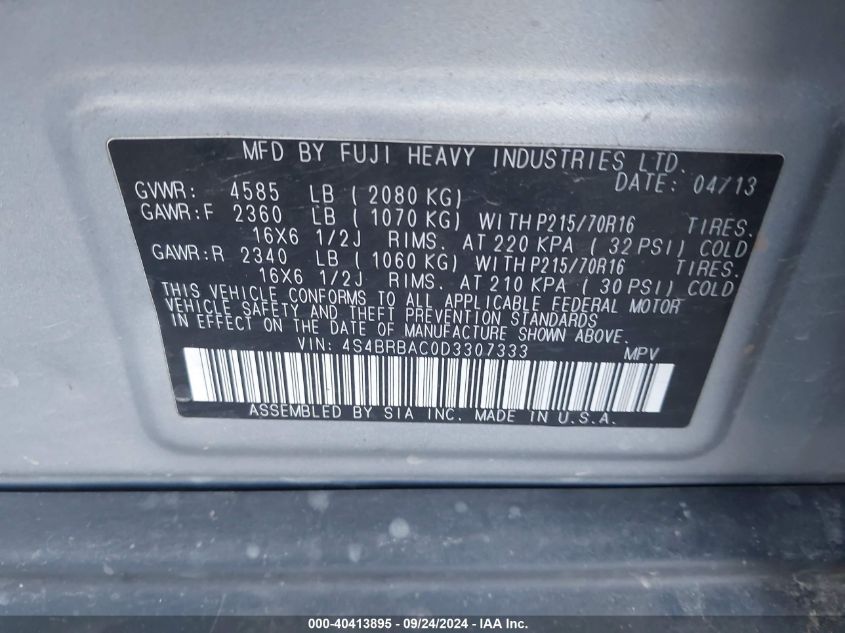 MFD BY FUJI HEAVY INDUSTRIES LTD.
DATE: 04/13
GVWR: 4585 LB ( 2080 KG)
GAWR:F 2360 LB ( 1070 KG) WITH P215/70R16 TIRES.
16X6 1/2J RIMS. AT 220 KPA ( 32 PSI) COLD
GAWR:R 2340 LB ( 1060 KG) WITH P215/70R16 TIRES.
16X6 1/2J RIMS. AT 210 KPA ( 30 PSI) COLD
THIS VEHICLE CONFORMS TO ALL APPLICABLE FEDERAL MOTOR
VEHICLE SAFETY AND THEFT PREVENTION STANDARDS
IN EFFECT ON THE DATE OF MANUFACTURE SHOWN ABOVE.
VIN: 4S4BRBAC0D3307333 MPV
ASSEMBLED BY SIA INC. MADE IN U.S.A.
000-40413895 - 09/24/2024 - IAA Inc.